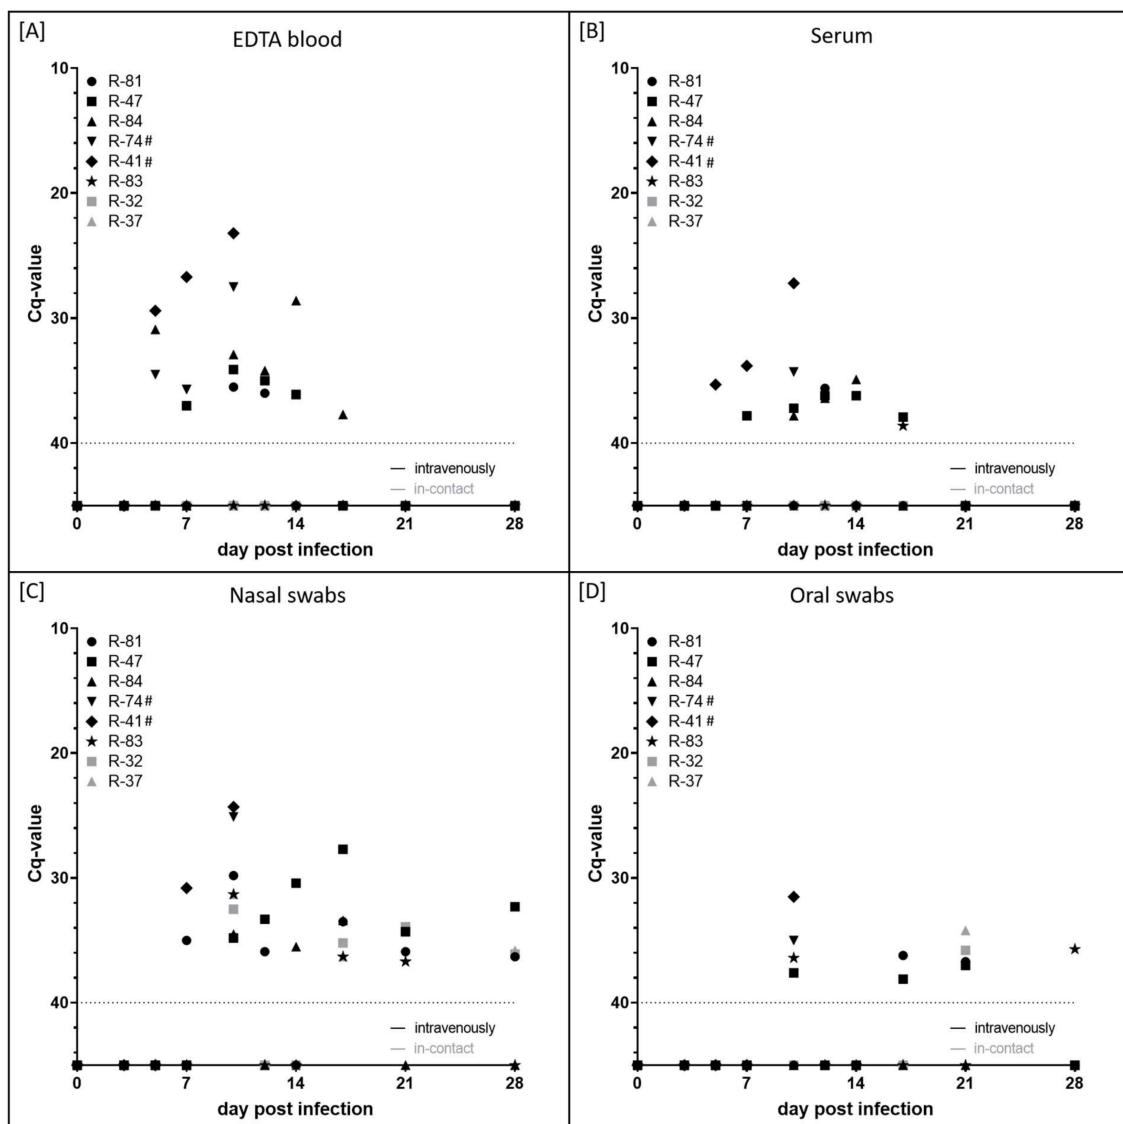 [A]
EDTA blood
10
20
30
40
Cq-value
R-81
R-47
R-84
R-74 #
R-41 #
R-83
R-32
R-37
intravenously
in-contact
0 7 14 21 28
day post infection
[B]
Serum
10
20
30
40
Cq-value
R-81
R-47
R-84
R-74 #
R-41 #
R-83
R-32
R-37
intravenously
in-contact
0 7 14 21 28
day post infection
[C]
Nasal swabs
10
20
30
40
Cq-value
R-81
R-47
R-84
R-74 #
R-41 #
R-83
R-32
R-37
intravenously
in-contact
0 7 14 21 28
day post infection
[D]
Oral swabs
10
20
30
40
Cq-value
R-81
R-47
R-84
R-74 #
R-41 #
R-83
R-32
R-37
intravenously
in-contact
0 7 14 21 28
day post infection